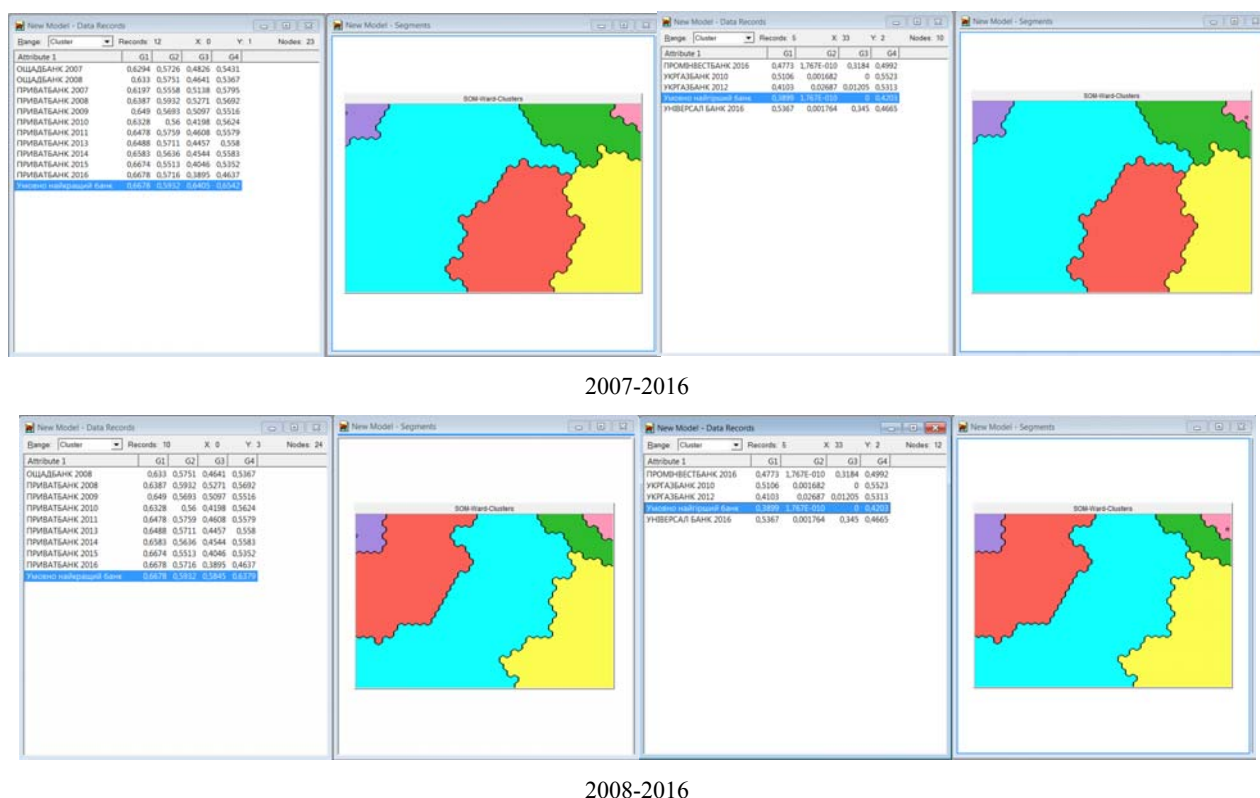 New Model - Data Records
Range: Cluster Records: 12 X: 0 Y: 1 Nodes: 23
Attribute 1 G1 G2 G3 G4
ОЩАДБАНК 2007 0,6294 0,5726 0,4826 0,5431
ОЩАДБАНК 2008 0,633 0,5751 0,4641 0,5367
ПРИВАТБАНК 2007 0,6197 0,5558 0,5138 0,5795
ПРИВАТБАНК 2008 0,6387 0,5932 0,5271 0,5692
ПРИВАТБАНК 2009 0,649 0,5693 0,5097 0,5516
ПРИВАТБАНК 2010 0,6328 0,56 0,4198 0,5624
ПРИВАТБАНК 2011 0,6478 0,5759 0,4608 0,5579
ПРИВАТБАНК 2013 0,6488 0,5711 0,4457 0,558
ПРИВАТБАНК 2014 0,6583 0,5636 0,4544 0,5583
ПРИВАТБАНК 2015 0,6674 0,5513 0,4046 0,5352
ПРИВАТБАНК 2016 0,6678 0,5716 0,3895 0,4637
Умовно найкращий банк 0,6678 0,5932 0,6405 0,6542
New Model - Segments
SOM-Ward-Clusters
New Model - Data Records
Range: Cluster Records: 5 X: 33 Y: 2 Nodes: 10
Attribute 1 G1 G2 G3 G4
ПРОМІНВЕСТБАНК 2016 0,4773 1,767E-010 0,3184 0,4992
УКРГАЗБАНК 2010 0,5106 0,001682 0 0,5523
УКРГАЗБАНК 2012 0,4103 0,02687 0,01205 0,5313
Умовно найгірший банк 0,3899 1,767E-010 0 0,4203
УНІВЕРСАЛ БАНК 2016 0,5367 0,001764 0,345 0,4665
New Model - Segments
SOM-Ward-Clusters
2007-2016
New Model - Data Records
Range: Cluster Records: 10 X: 0 Y: 3 Nodes: 24
Attribute 1 G1 G2 G3 G4
ОЩАДБАНК 2008 0,633 0,5751 0,4641 0,5367
ПРИВАТБАНК 2008 0,6387 0,5932 0,5271 0,5692
ПРИВАТБАНК 2009 0,649 0,5693 0,5097 0,5516
ПРИВАТБАНК 2010 0,6328 0,56 0,4198 0,5624
ПРИВАТБАНК 2011 0,6478 0,5759 0,4608 0,5579
ПРИВАТБАНК 2013 0,6488 0,5711 0,4457 0,558
ПРИВАТБАНК 2014 0,6583 0,5636 0,4544 0,5583
ПРИВАТБАНК 2015 0,6674 0,5513 0,4046 0,5352
ПРИВАТБАНК 2016 0,6678 0,5716 0,3895 0,4637
Умовно найкращий банк 0,6678 0,5932 0,5845 0,6379
New Model - Segments
SOM-Ward-Clusters
New Model - Data Records
Range: Cluster Records: 5 X: 33 Y: 2 Nodes: 12
Attribute 1 G1 G2 G3 G4
ПРОМІНВЕСТБАНК 2016 0,4773 1,767E-010 0,3184 0,4992
УКРГАЗБАНК 2010 0,5106 0,001682 0 0,5523
УКРГАЗБАНК 2012 0,4103 0,02687 0,01205 0,5313
Умовно найгірший банк 0,3899 1,767E-010 0 0,4203
УНІВЕРСАЛ БАНК 2016 0,5367 0,001764 0,345 0,4665
New Model - Segments
SOM-Ward-Clusters
2008-2016